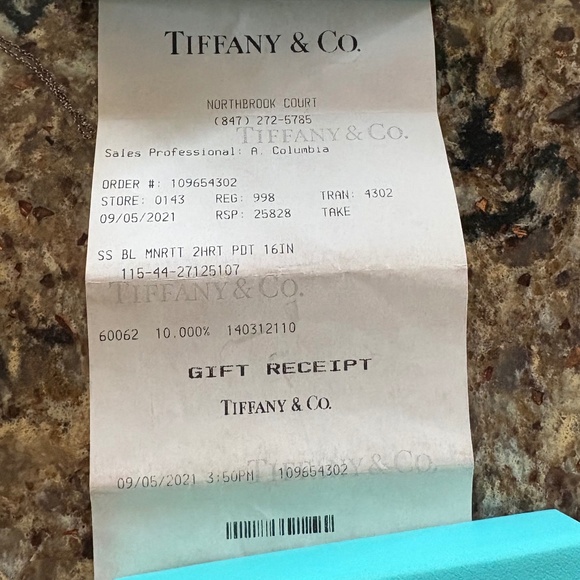 TIFFANY & CO.
NORTHBROOK COURT
(847) 272-5785
TIFFANY & CO.
Sales Professional: A. Columbia
ORDER #: 109654302
STORE: 0143 REG: 998 TRAN: 4302
09/05/2021 RSP: 25828 TAKE
SS BL MNRTT 2HRT PDT 16IN
115-44-27125107
TIFFANY & CO.
60062 10.000% 140312110
GIFT RECEIPT
TIFFANY & CO.
TIFFANY & CO.
09/05/2021 3:50PM 109654302